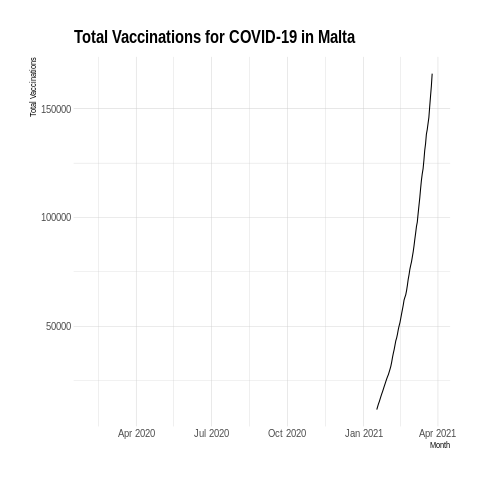 Total Vaccinations for COVID-19 in Malta
Total Vaccinations
150000
100000
50000
Apr 2020 Jul 2020 Oct 2020 Jan 2021 Apr 2021
Month